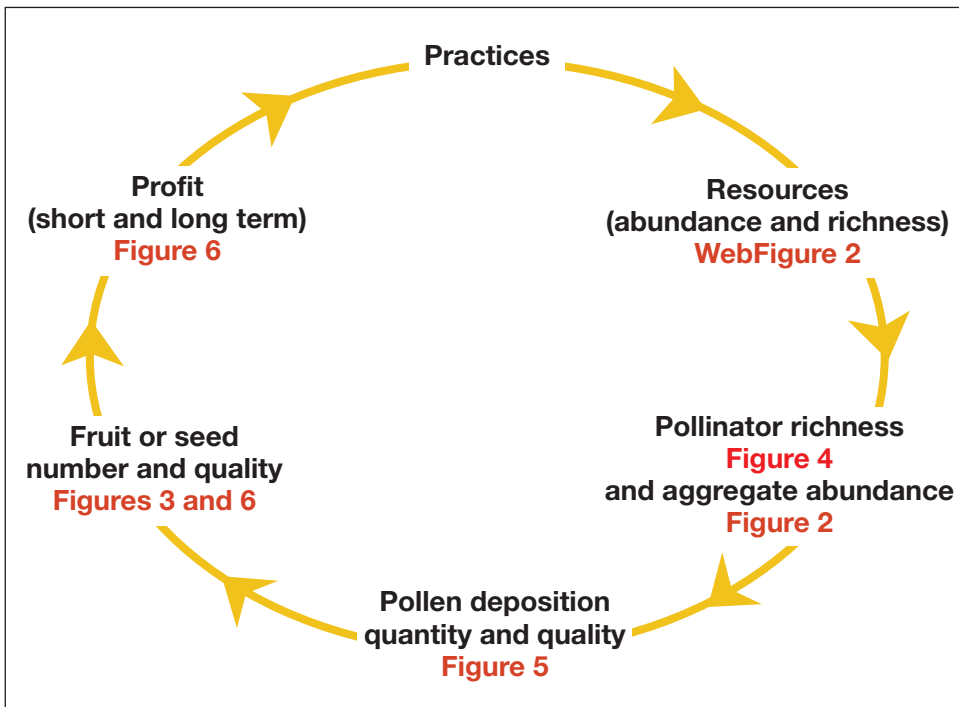 Practices
Resources
(abundance and richness)
WebFigure 2
Pollinator richness
Figure 4
and aggregate abundance
Figure 2
Pollen deposition
quantity and quality
Figure 5
Fruit or seed
number and quality
Figures 3 and 6
Profit
(short and long term)
Figure 6